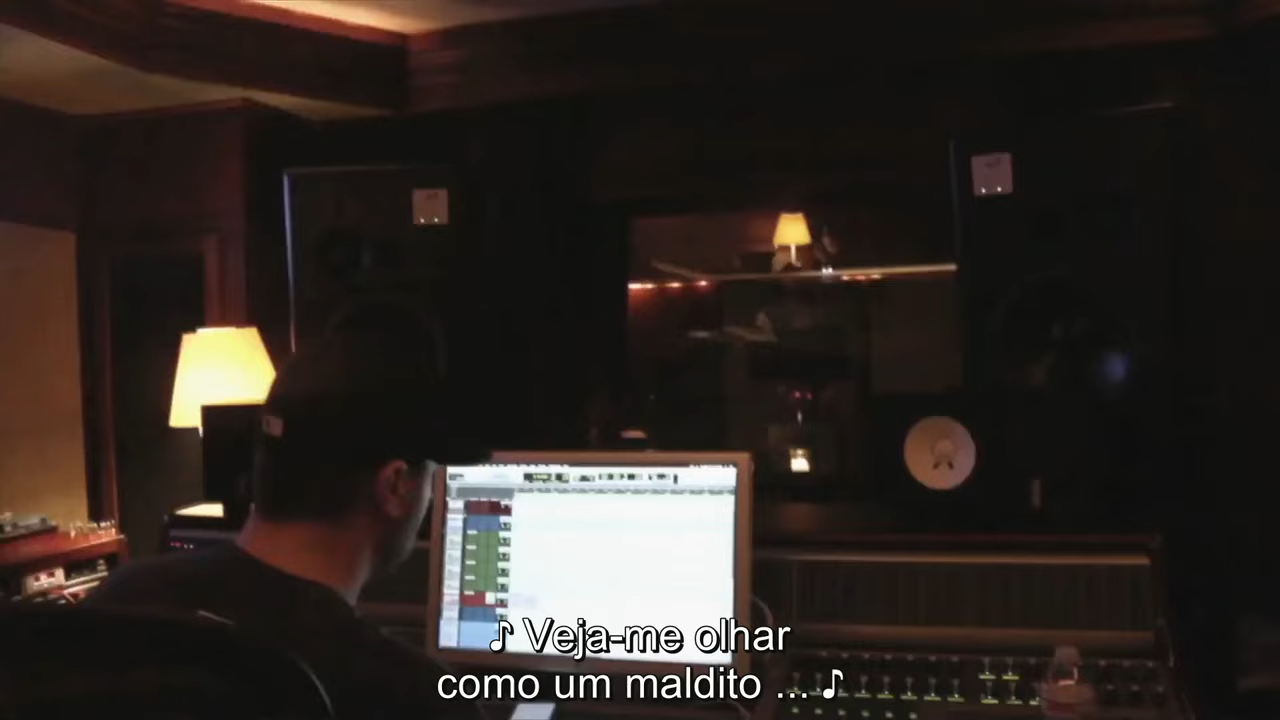 ♪ Veja-me olhar
como um maldito ... ♪